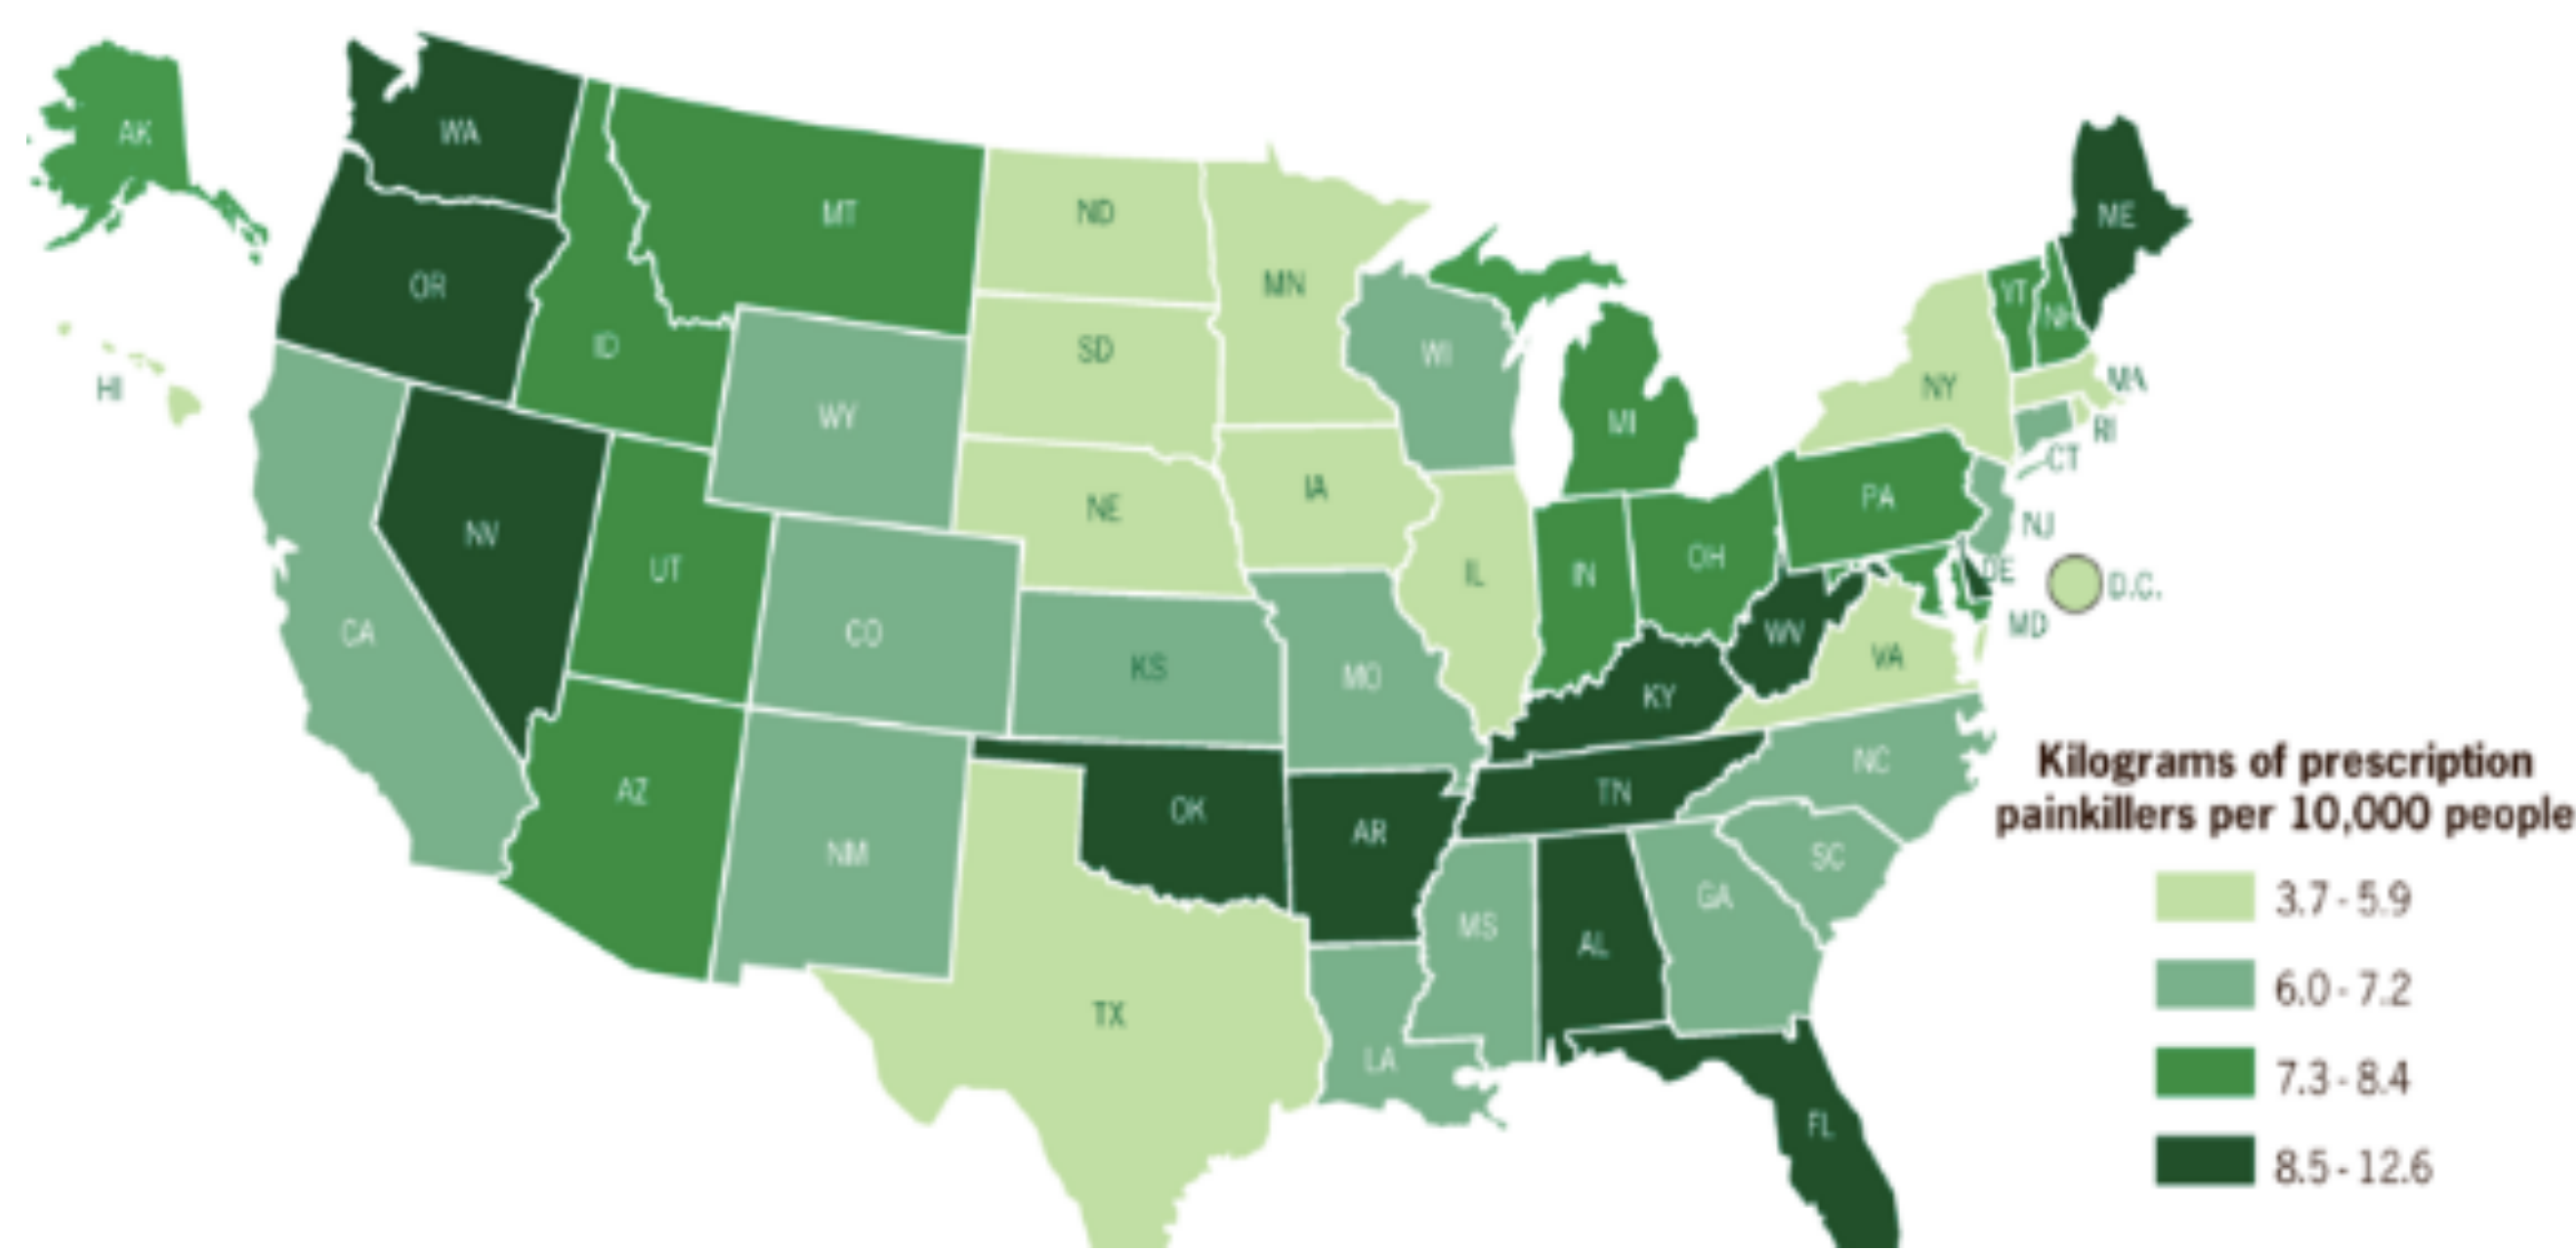 AK
WA
ME
MT
ND
OR
MN
VT
NH
ID
SD
WI
MA
HI
WY
NY
MI
RI
CT
NE
IA
PA
NV
NJ
UT
OH
IL
IN
DE
D.C.
CA
CO
WV
MD
KS
MO
VA
KY
AZ
OK
TN
NC
Kilograms of prescription
painkillers per 10,000 people
NM
AR
SC
GA
3.7 - 5.9
MS
AL
6.0 - 7.2
TX
LA
7.3 - 8.4
FL
8.5 - 12.6